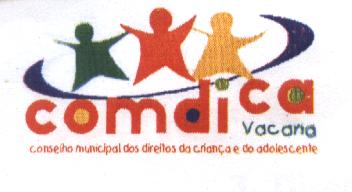 comdica
Vacaria
conselho municipal dos direitos da criança e do adolescente